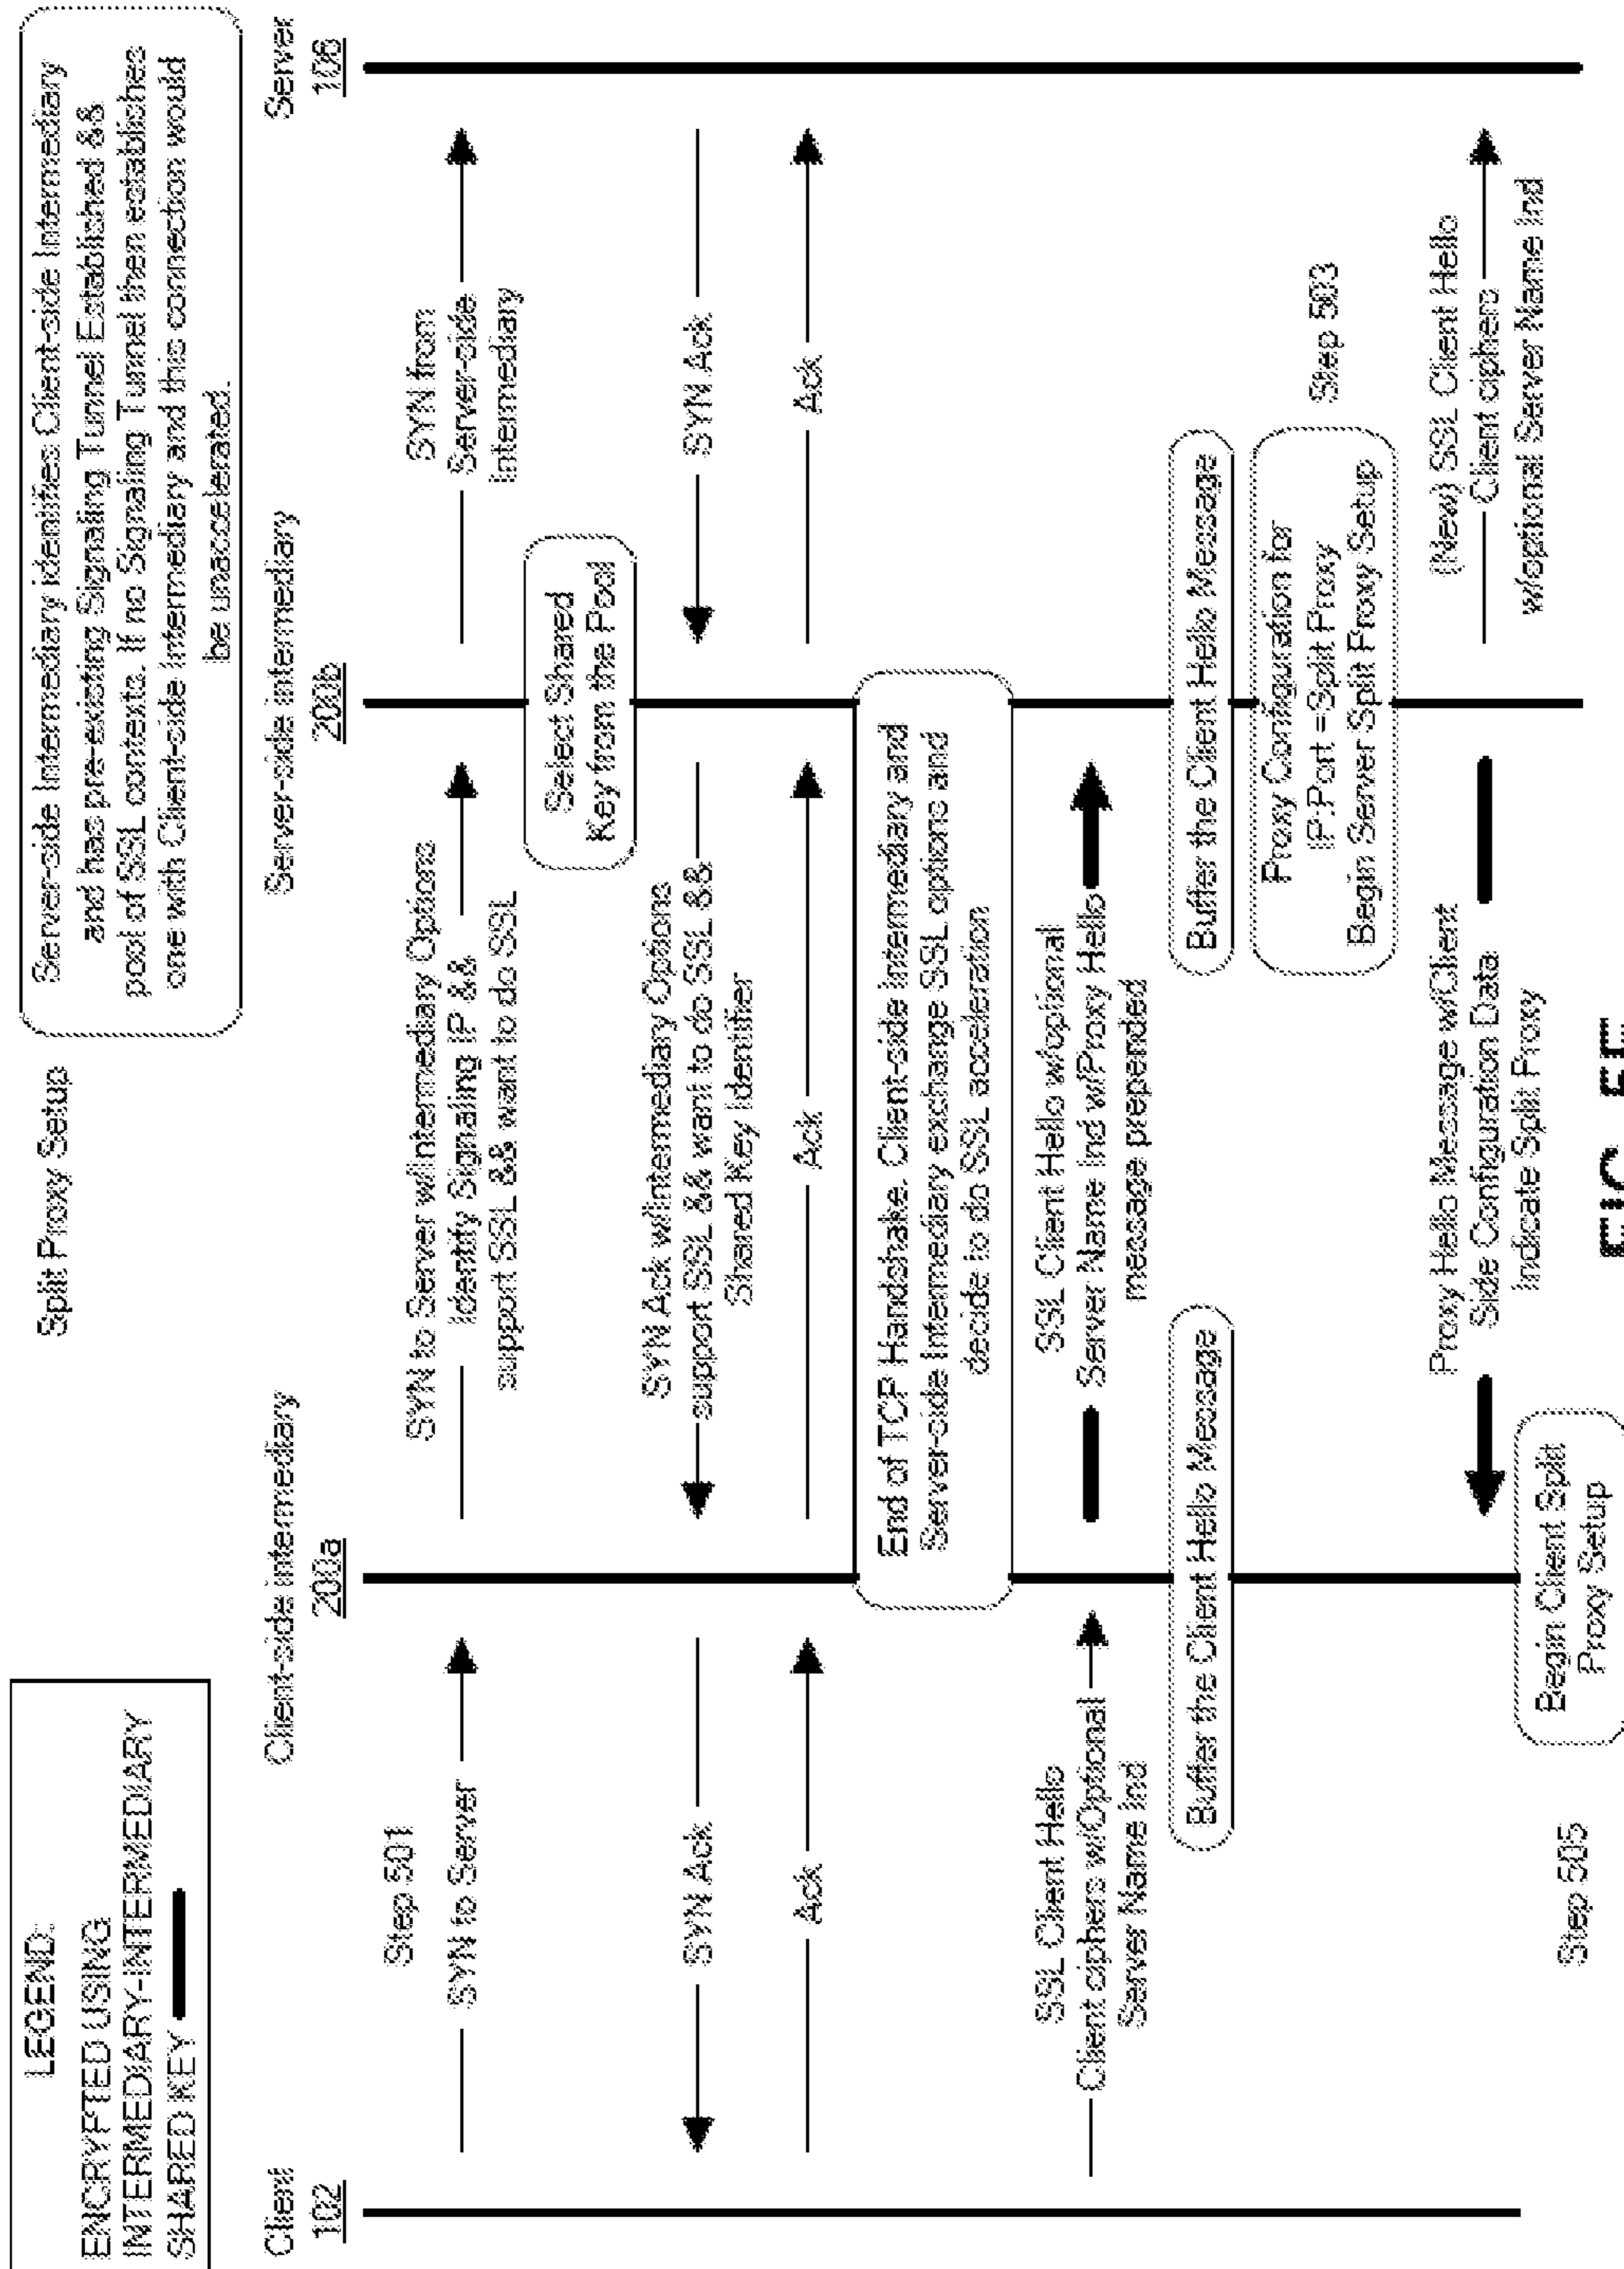 LEGEND:
ENCRYPTED USING
INTERMEDIARY-INTERMEDIARY
SHARED KEY
Split Proxy Setup
Server-side Intermediary identifies Client-side Intermediary
and has pre-existing Signaling Tunnel Established &&
pool of SSL contexts. If no Signaling Tunnel then establishes
one with Client-side Intermediary and this connection would
be unaccelerated.
Client
102
Client-side intermediary
200a
Server-side intermediary
200b
Server
106
Step 501
SYN to Server
SYN to Server w/Intermediary Options
Identify Signaling IP &&
support SSL && want to do SSL
SYN from
Server-side
Intermediary
Select Shared
Key from the Pool
SYN Ack
SYN Ack w/Intermediary Options
support SSL && want to do SSL &&
Shared Key Identifier
SYN Ack
Ack
Ack
Ack
End of TCP Handshake. Client-side Intermediary and
Server-side Intermediary exchange SSL options and
decide to do SSL acceleration
SSL Client Hello
Client ciphers w/Optional
Server Name Ind
SSL Client Hello w/optional
Server Name Ind w/Proxy Hello
message prepended
Buffer the Client Hello Message
Buffer the Client Hello Message
Proxy Configuration for
IP:Port =Split Proxy
Begin Server Split Proxy Setup
Step 503
Proxy Hello Message w/Client
Side Configuration Data
Indicate Split Proxy
(New) SSL Client Hello
Client ciphers
w/optional Server Name Ind
Step 505
Begin Client Split
Proxy Setup